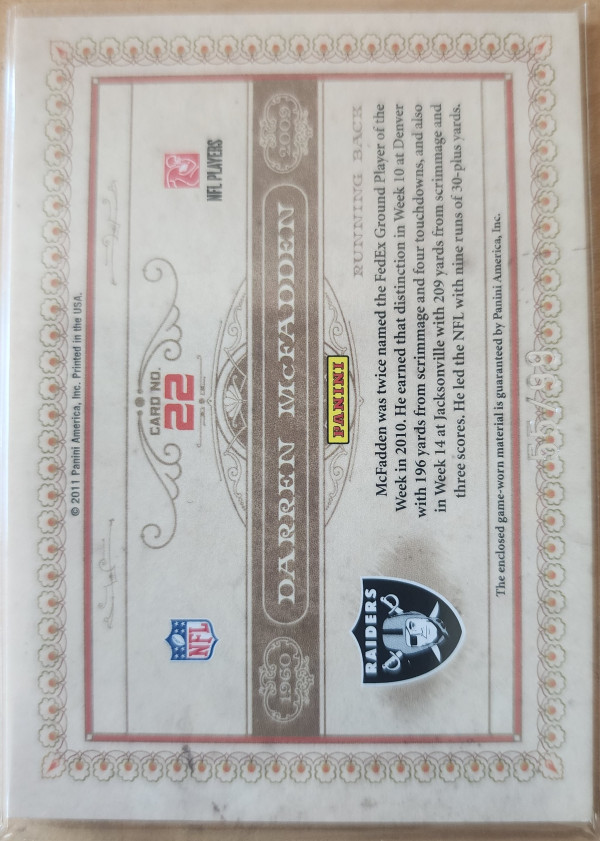 © 2011 Panini America, Inc. Printed in the USA.
CARD NO.
22
NFL
NFL PLAYERS
1960
DARREN McFADDEN
2009
PANINI
RUNNING BACK
RAIDERS
McFadden was twice named the FedEx Ground Player of the
Week in 2010. He earned that distinction in Week 10 at Denver
with 196 yards from scrimmage and four touchdowns, and also
in Week 14 at Jacksonville with 209 yards from scrimmage and
three scores. He led the NFL with nine runs of 30-plus yards.
The enclosed game-worn material is guaranteed by Panini America, Inc.